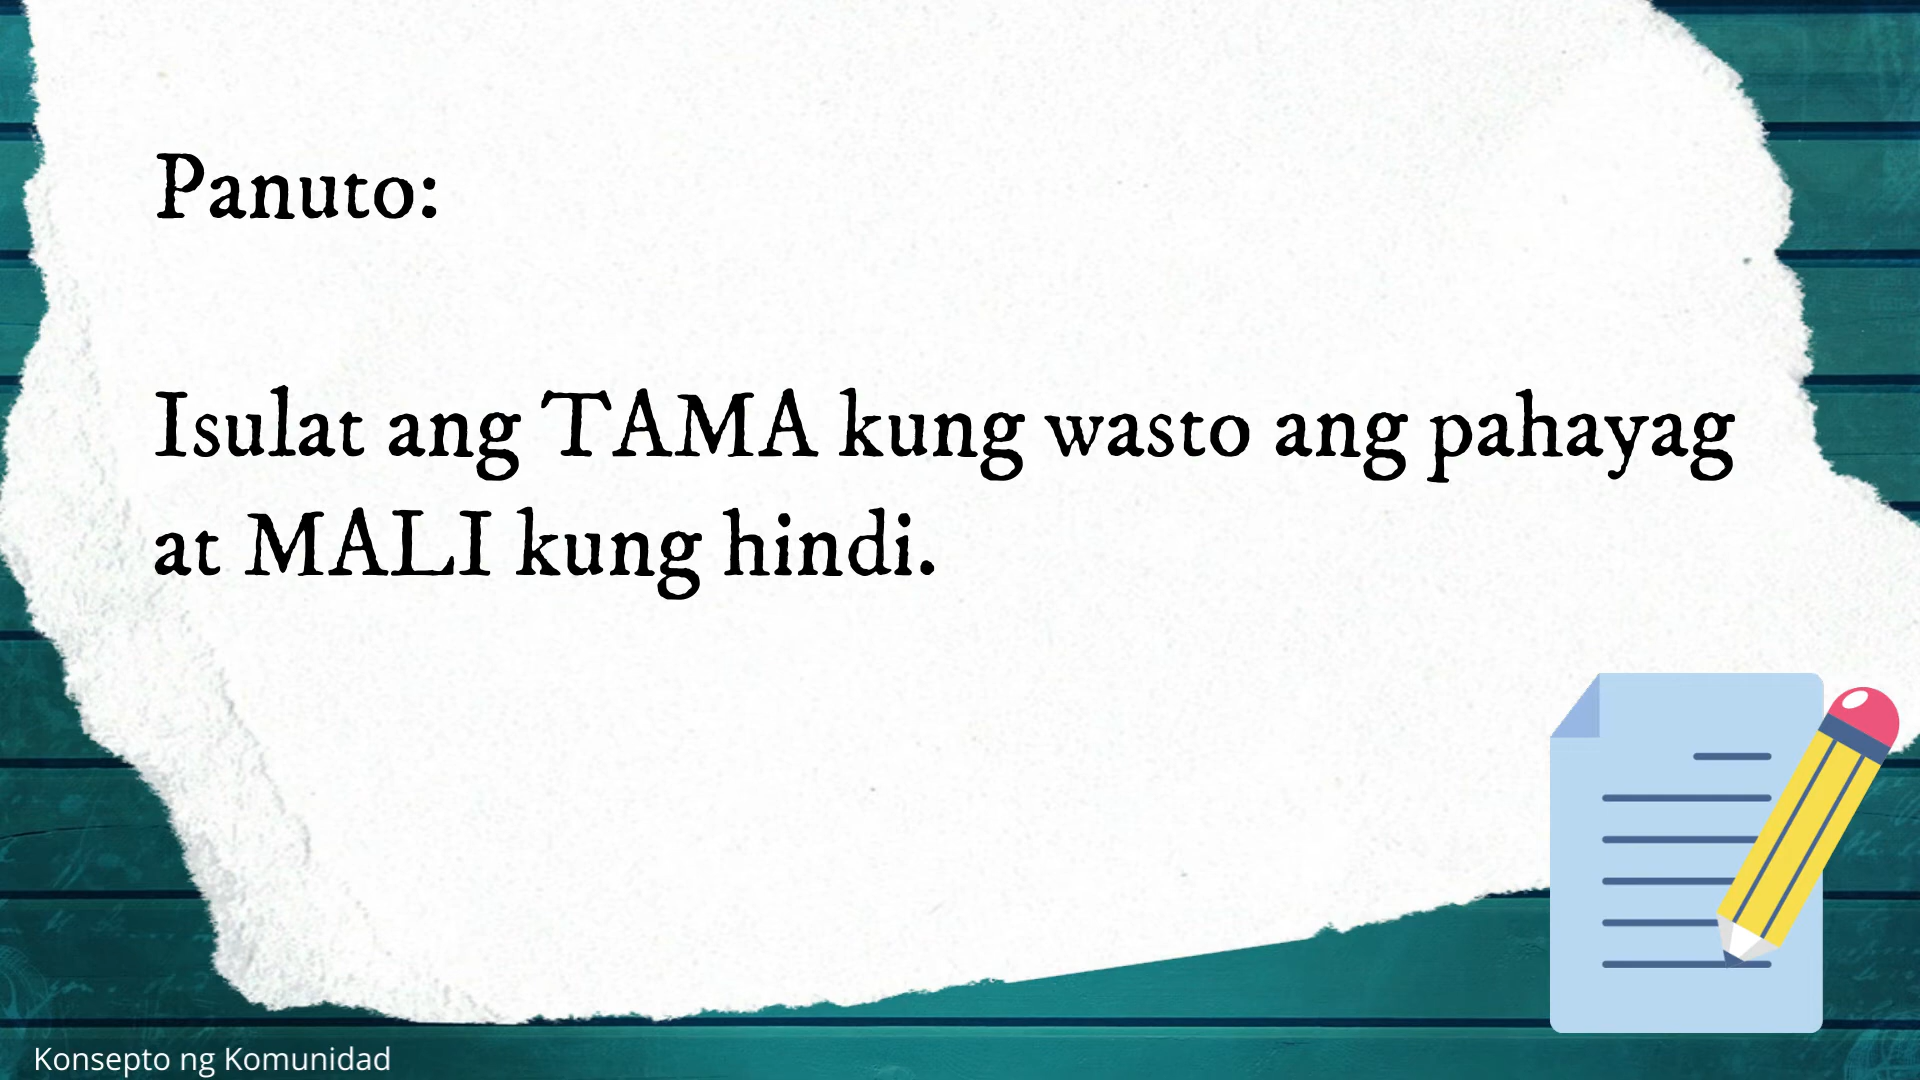 Panuto:
Isulat ang TAMA kung wasto ang pahayag
at MALI kung hindi.
Konsepto ng Komunidad